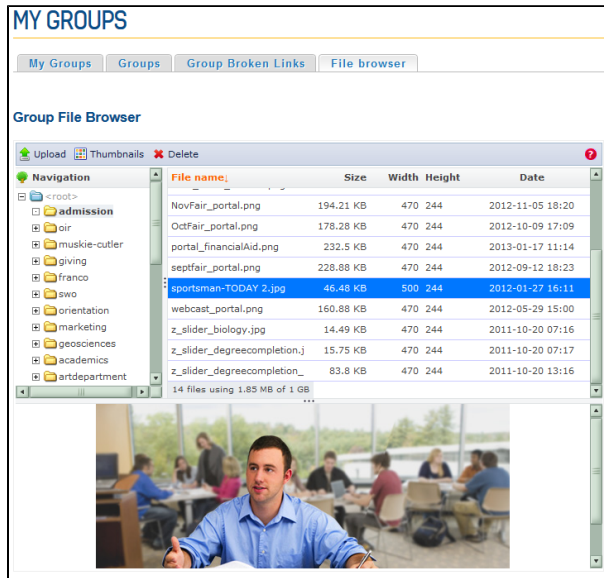 MY GROUPS
My Groups Groups Group Broken Links File browser
Group File Browser
Upload Thumbnails Delete ?
Navigation
<root>
admission
oir
muskie-cutler
giving
franco
swo
orientation
marketing
geosciences
academics
artdepartment
File name↓ Size Width Height Date
NovFair_portal.png 194.21 KB 470 244 2012-11-05 18:20
OctFair_portal.png 178.28 KB 470 244 2012-10-09 17:09
portal_financialAid.png 232.5 KB 470 244 2013-01-17 11:14
septfair_portal.png 228.88 KB 470 244 2012-09-12 18:23
sportsman-TODAY 2.jpg 46.48 KB 500 244 2012-01-27 16:11
webcast_portal.png 160.88 KB 470 244 2012-05-29 15:00
z_slider_biology.jpg 14.49 KB 470 244 2011-10-20 07:16
z_slider_degreecompletion.j 15.75 KB 470 244 2011-10-20 07:17
z_slider_degreecompletion_ 83.8 KB 470 244 2011-10-20 13:16
14 files using 1.85 MB of 1 GB